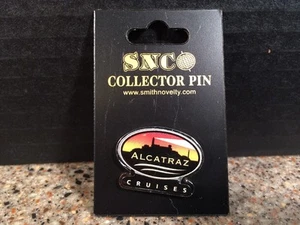 SNCO
COLLECTOR PIN
www.smithnovelty.com
ALCATRAZ
CRUISES